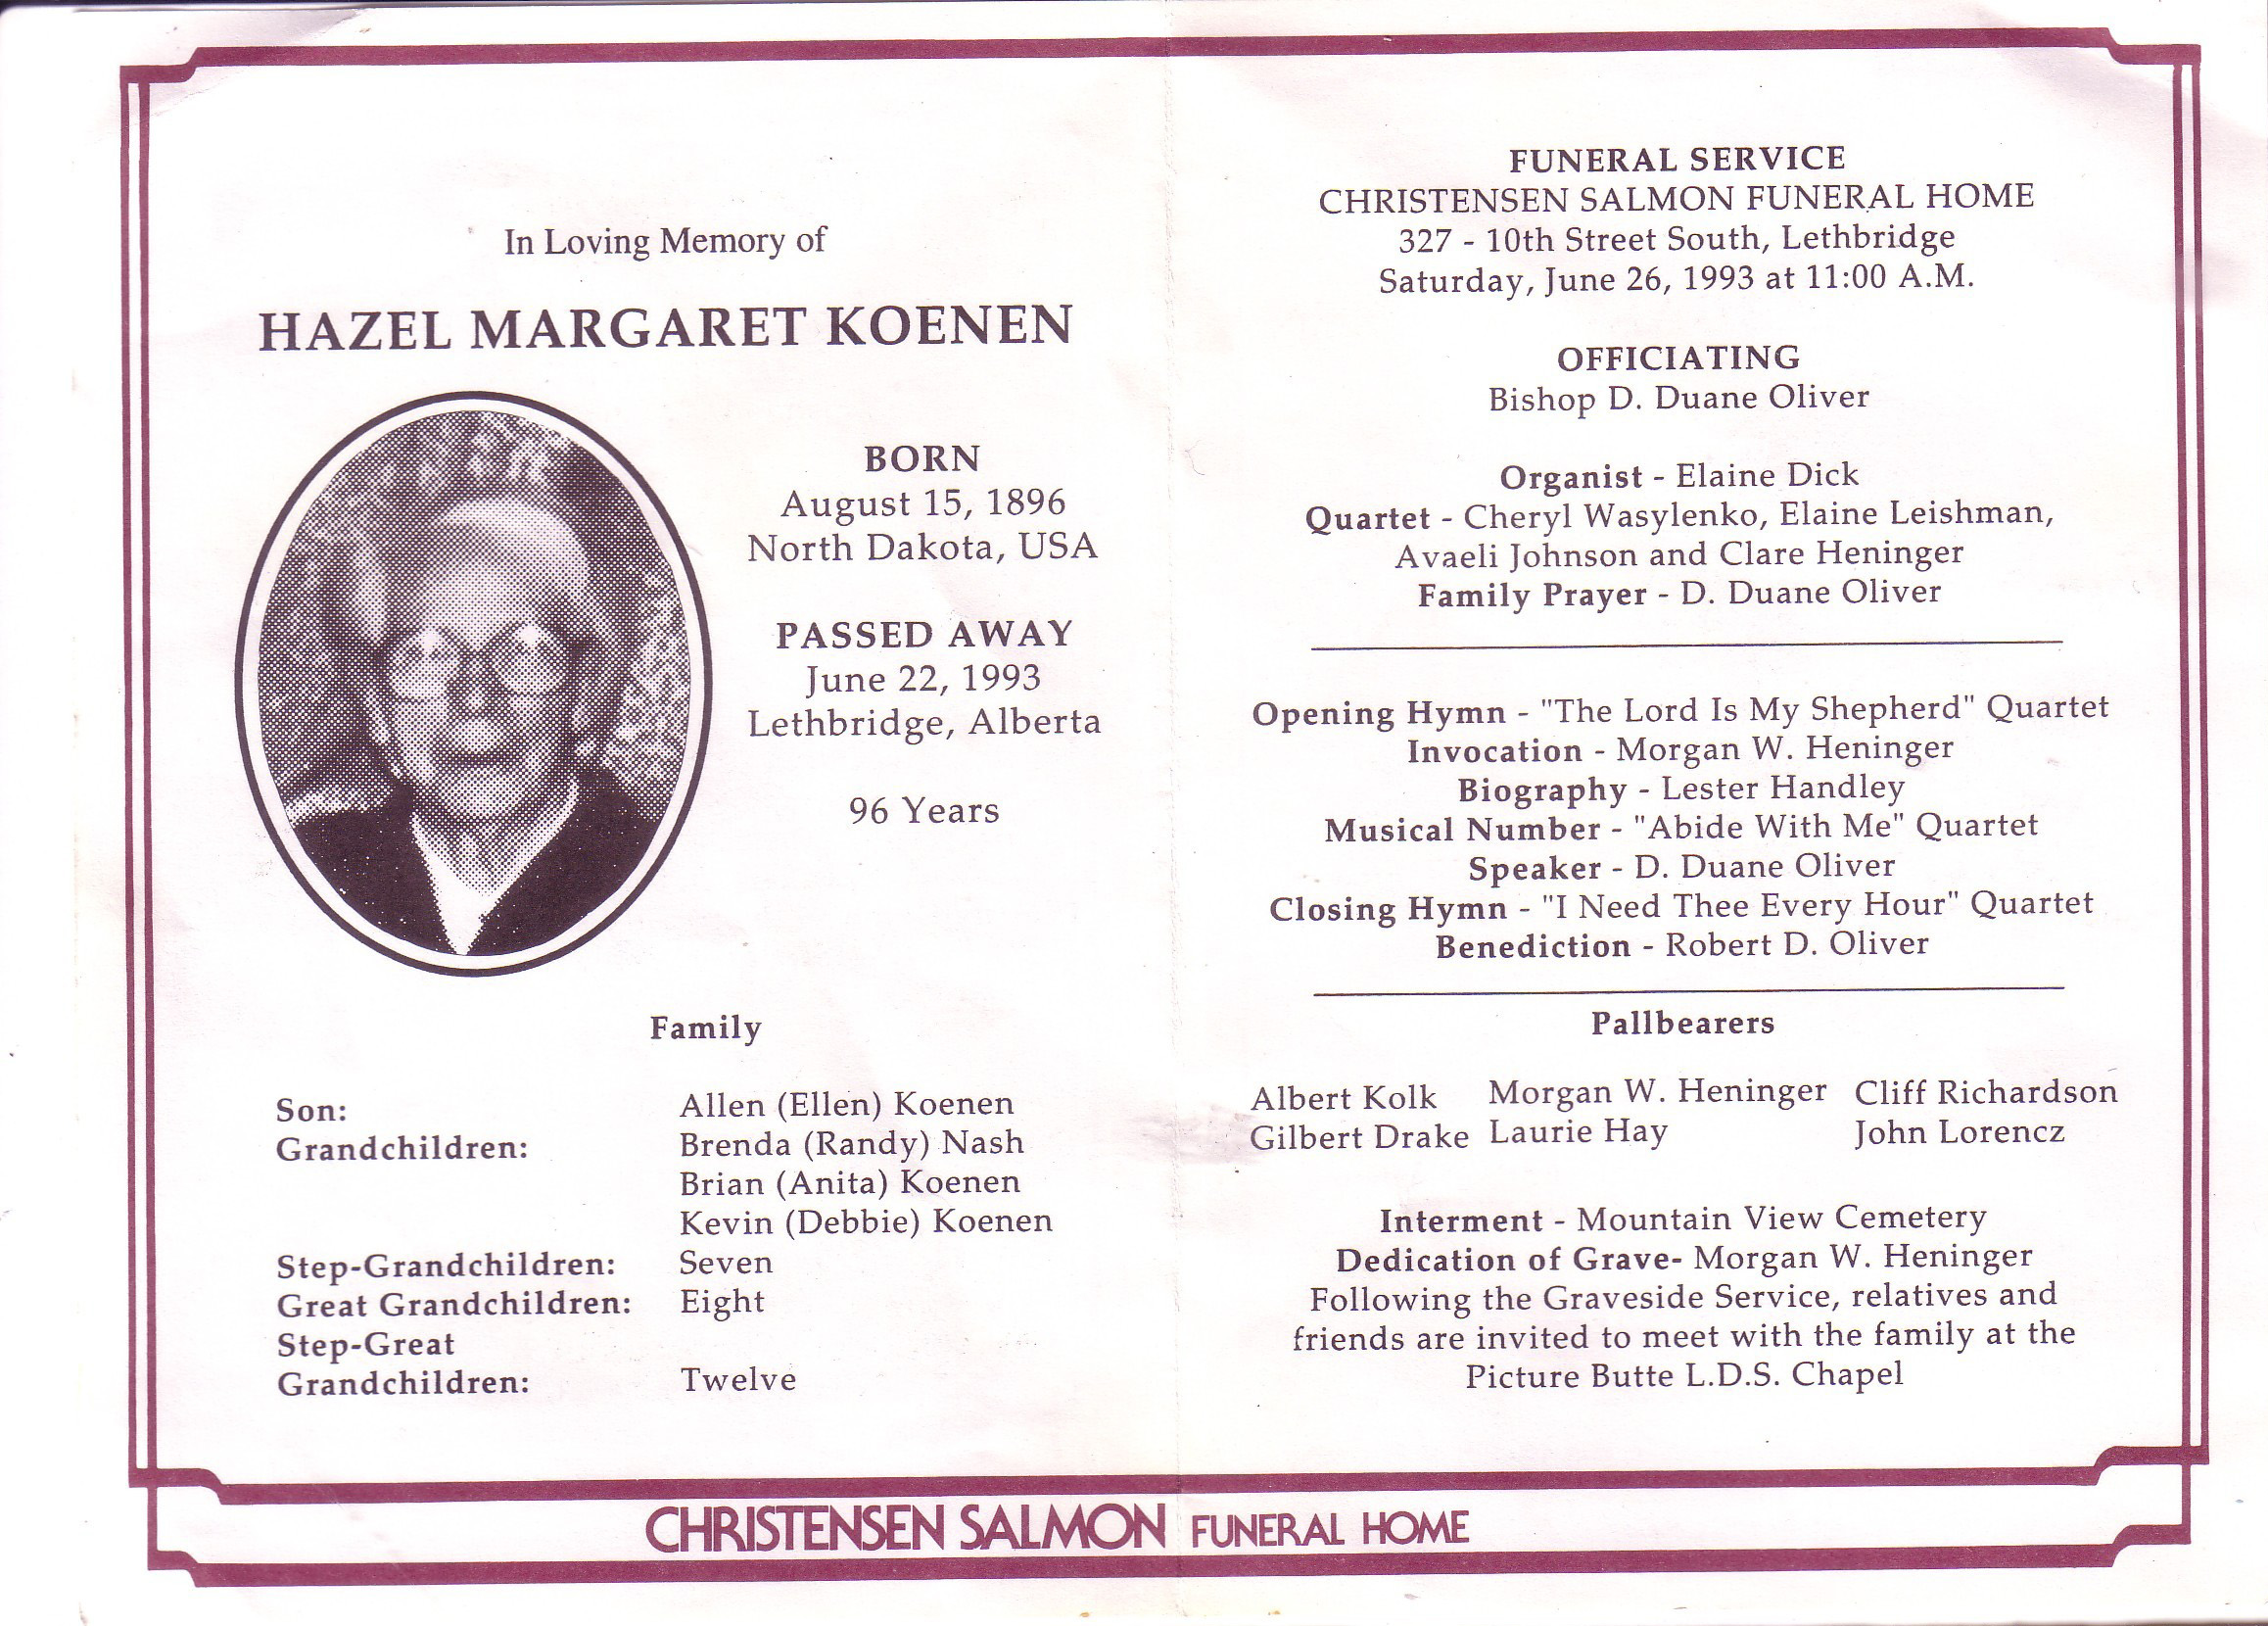 In Loving Memory of
HAZEL MARGARET KOENEN
BORN
August 15, 1896
North Dakota, USA
PASSED AWAY
June 22, 1993
Lethbridge, Alberta
96 Years
Family
Son: Allen (Ellen) Koenen
Grandchildren: Brenda (Randy) Nash
Brian (Anita) Koenen
Kevin (Debbie) Koenen
Step-Grandchildren: Seven
Great Grandchildren: Eight
Step-Great
Grandchildren: Twelve
FUNERAL SERVICE
CHRISTENSEN SALMON FUNERAL HOME
327 - 10th Street South, Lethbridge
Saturday, June 26, 1993 at 11:00 A.M.
OFFICIATING
Bishop D. Duane Oliver
Organist - Elaine Dick
Quartet - Cheryl Wasylenko, Elaine Leishman,
Avaeli Johnson and Clare Heninger
Family Prayer - D. Duane Oliver
Opening Hymn - "The Lord Is My Shepherd" Quartet
Invocation - Morgan W. Heninger
Biography - Lester Handley
Musical Number - "Abide With Me" Quartet
Speaker - D. Duane Oliver
Closing Hymn - "I Need Thee Every Hour" Quartet
Benediction - Robert D. Oliver
Pallbearers
Albert Kolk Morgan W. Heninger Cliff Richardson
Gilbert Drake Laurie Hay John Lorencz
Interment - Mountain View Cemetery
Dedication of Grave- Morgan W. Heninger
Following the Graveside Service, relatives and
friends are invited to meet with the family at the
Picture Butte L.D.S. Chapel
CHRISTENSEN SALMON FUNERAL HOME